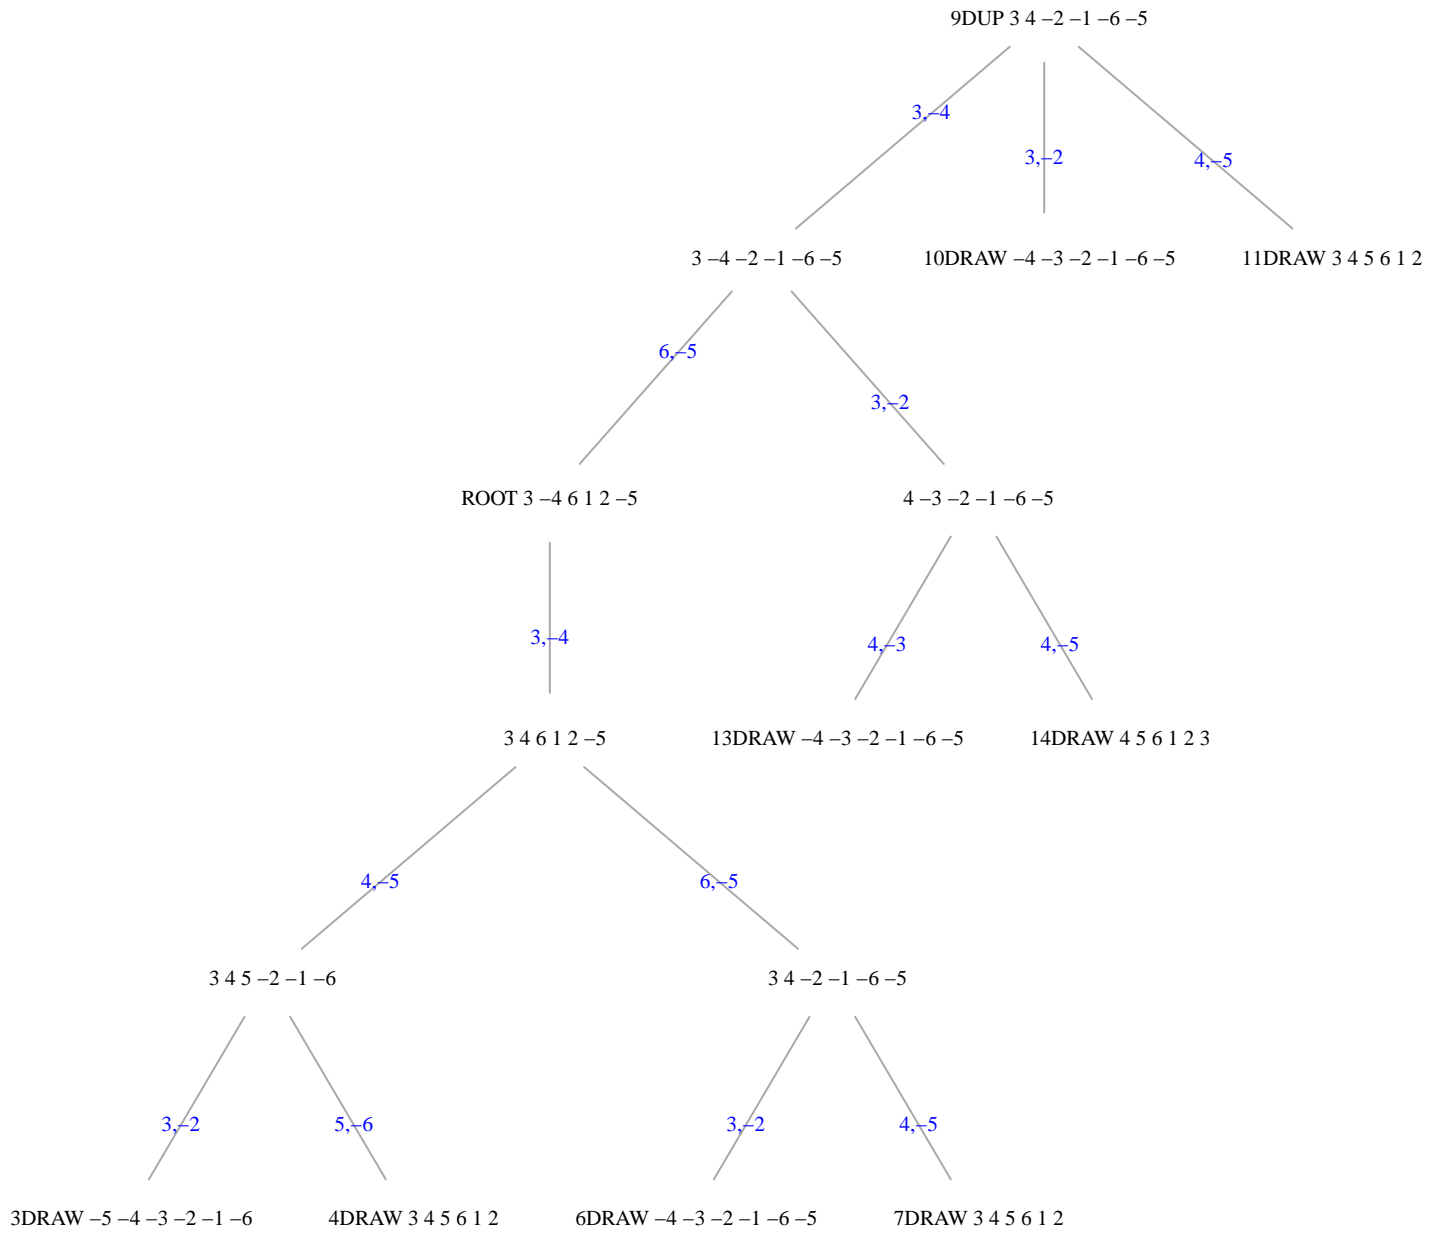 9DUP 3 4 –2 –1 –6 –5
3,–4
3,–2
4,–5
3 –4 –2 –1 –6 –5
10DRAW –4 –3 –2 –1 –6 –5
11DRAW 3 4 5 6 1 2
6,–5
3,–2
ROOT 3 –4 6 1 2 –5
4 –3 –2 –1 –6 –5
3,–4
4,–3
4,–5
3 4 6 1 2 –5
13DRAW –4 –3 –2 –1 –6 –5
14DRAW 4 5 6 1 2 3
4,–5
6,–5
3 4 5 –2 –1 –6
3 4 –2 –1 –6 –5
3,–2
5,–6
3,–2
4,–5
3DRAW –5 –4 –3 –2 –1 –6
4DRAW 3 4 5 6 1 2
6DRAW –4 –3 –2 –1 –6 –5
7DRAW 3 4 5 6 1 2